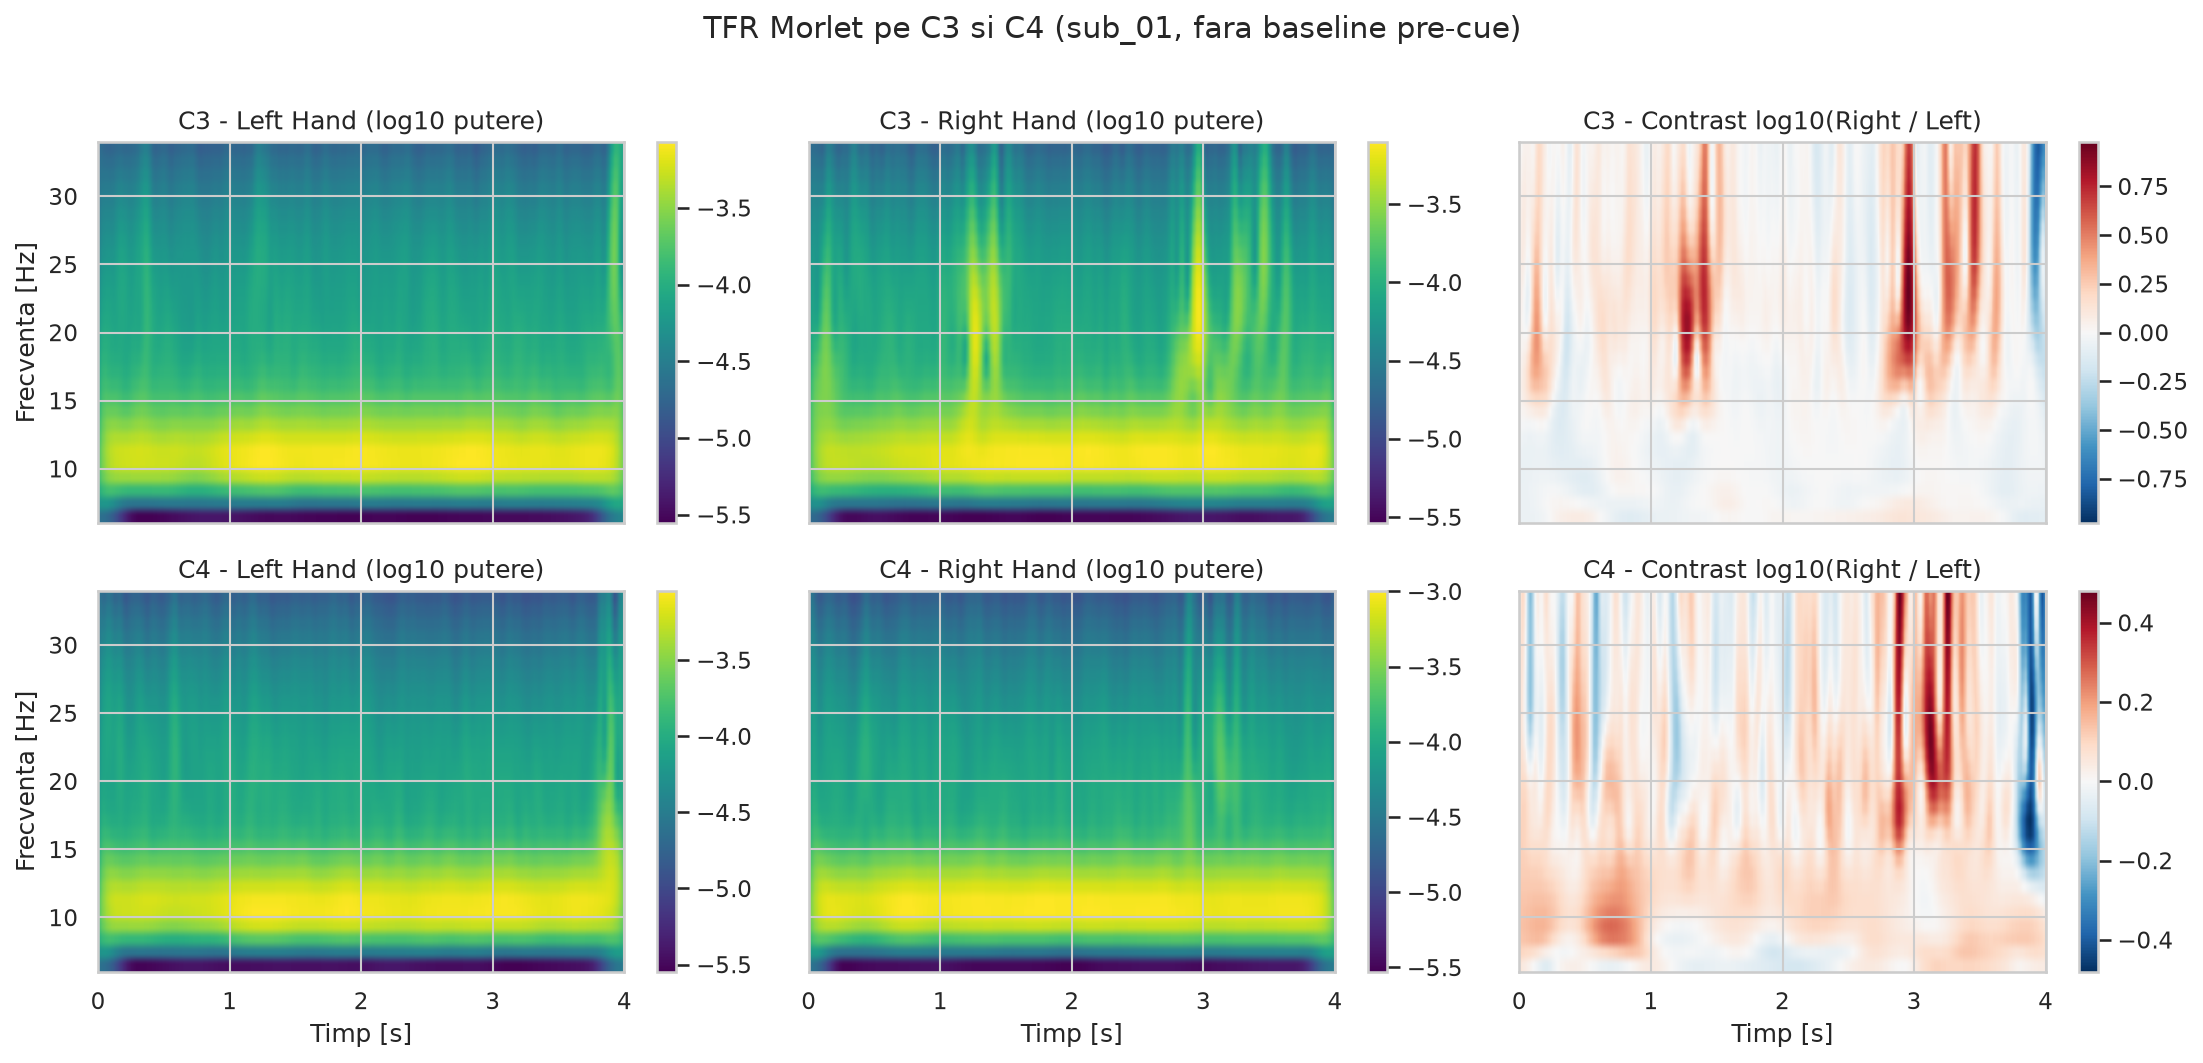 TFR Morlet pe C3 si C4 (sub_01, fara baseline pre-cue)
C3 - Left Hand (log10 putere)
C3 - Right Hand (log10 putere)
C3 - Contrast log10(Right / Left)
Frecventa [Hz]
30
25
20
15
10
−3.5
−4.0
−4.5
−5.0
−5.5
−3.5
−4.0
−4.5
−5.0
−5.5
0.75
0.50
0.25
0.00
−0.25
−0.50
−0.75
C4 - Left Hand (log10 putere)
C4 - Right Hand (log10 putere)
C4 - Contrast log10(Right / Left)
Frecventa [Hz]
30
25
20
15
10
−3.5
−4.0
−4.5
−5.0
−5.5
−3.0
−3.5
−4.0
−4.5
−5.0
−5.5
0.4
0.2
0.0
−0.2
−0.4
0 1 2 3 4
0 1 2 3 4
0 1 2 3 4
Timp [s]
Timp [s]
Timp [s]